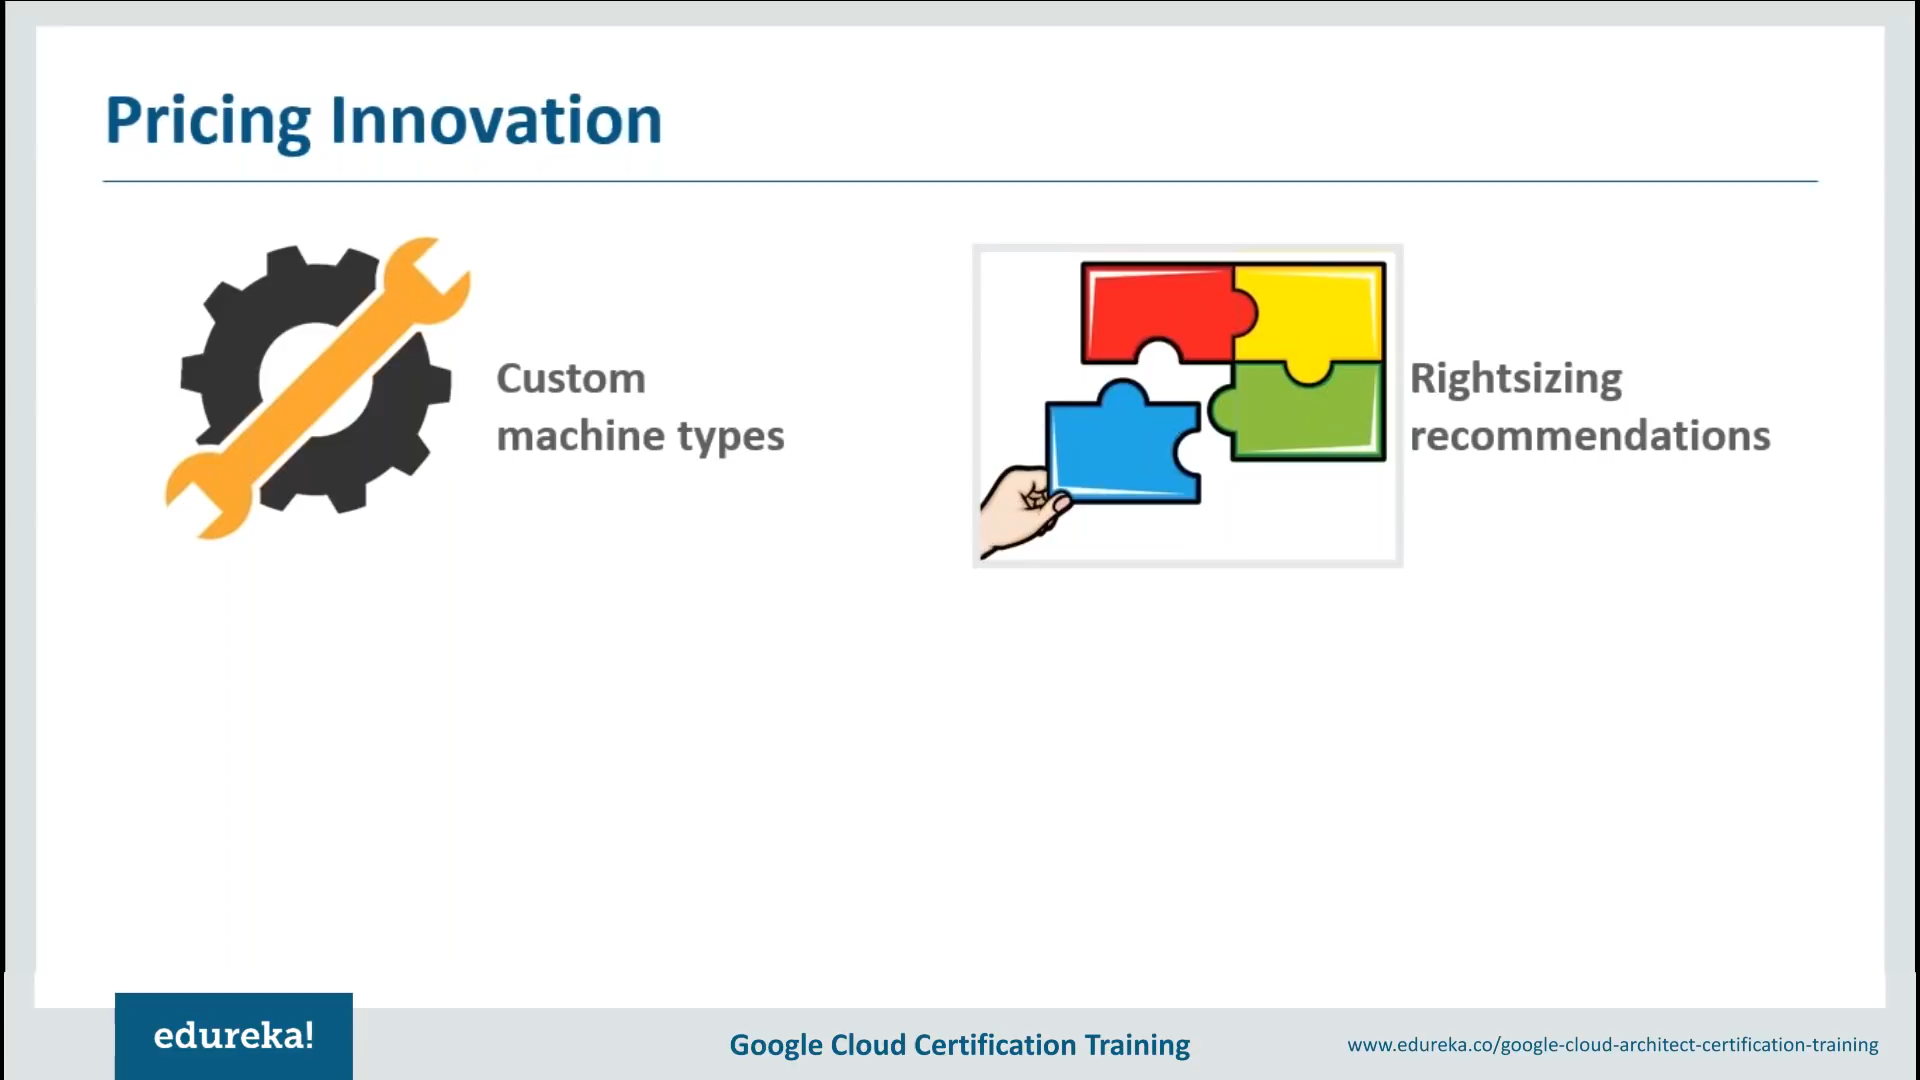 Pricing Innovation
Custom
machine types
Rightsizing
recommendations
edureka!
Google Cloud Certification Training
www.edureka.co/google-cloud-architect-certification-training